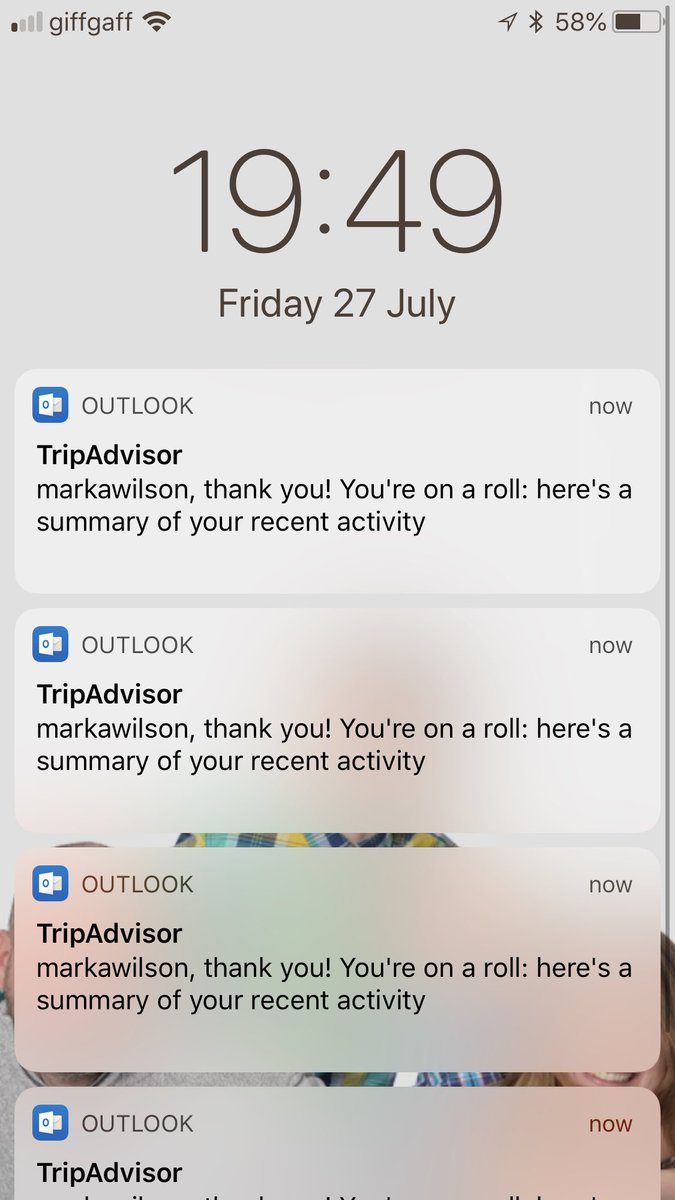 giffgaff 58%
19:49
Friday 27 July
OUTLOOK now
TripAdvisor
markawilson, thank you! You're on a roll: here's a
summary of your recent activity
OUTLOOK now
TripAdvisor
markawilson, thank you! You're on a roll: here's a
summary of your recent activity
OUTLOOK now
TripAdvisor
markawilson, thank you! You're on a roll: here's a
summary of your recent activity
OUTLOOK now
TripAdvisor